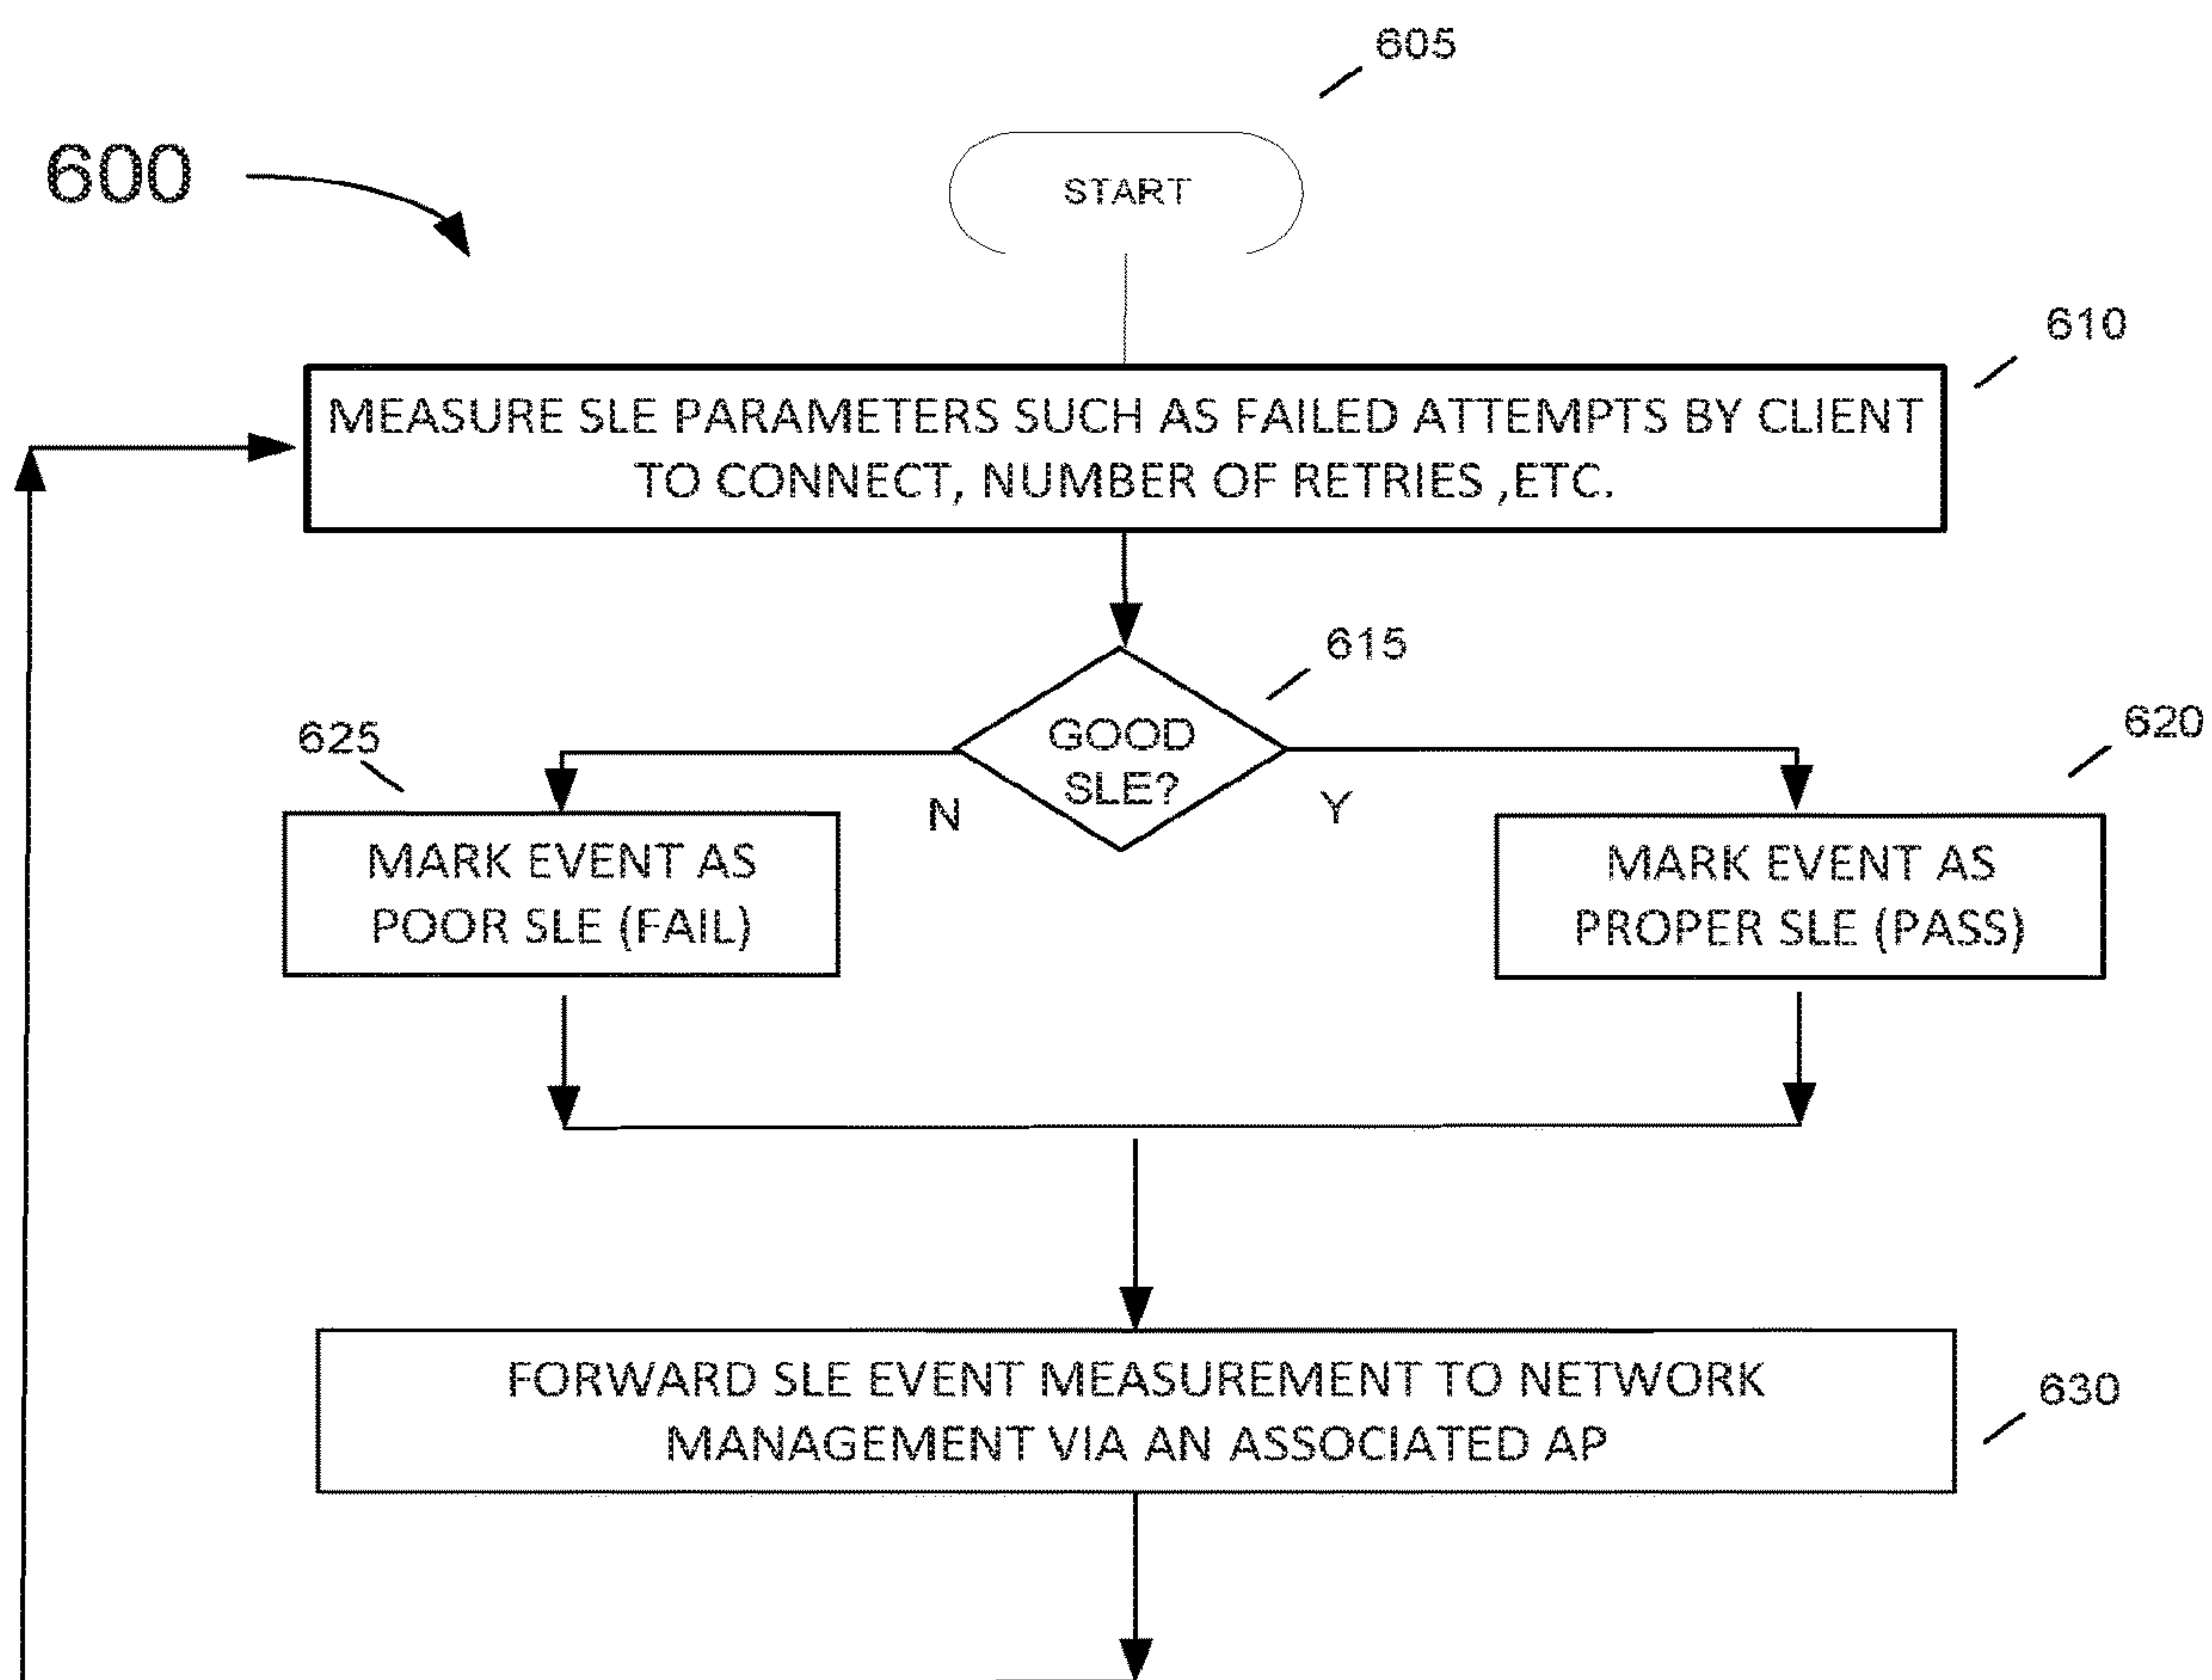 605
600
START
610
MEASURE SLE PARAMETERS SUCH AS FAILED ATTEMPTS BY CLIENT
TO CONNECT, NUMBER OF RETRIES ,ETC.
615
GOOD
SLE?
N
Y
625
MARK EVENT AS
POOR SLE (FAIL)
620
MARK EVENT AS
PROPER SLE (PASS)
FORWARD SLE EVENT MEASUREMENT TO NETWORK
MANAGEMENT VIA AN ASSOCIATED AP
630